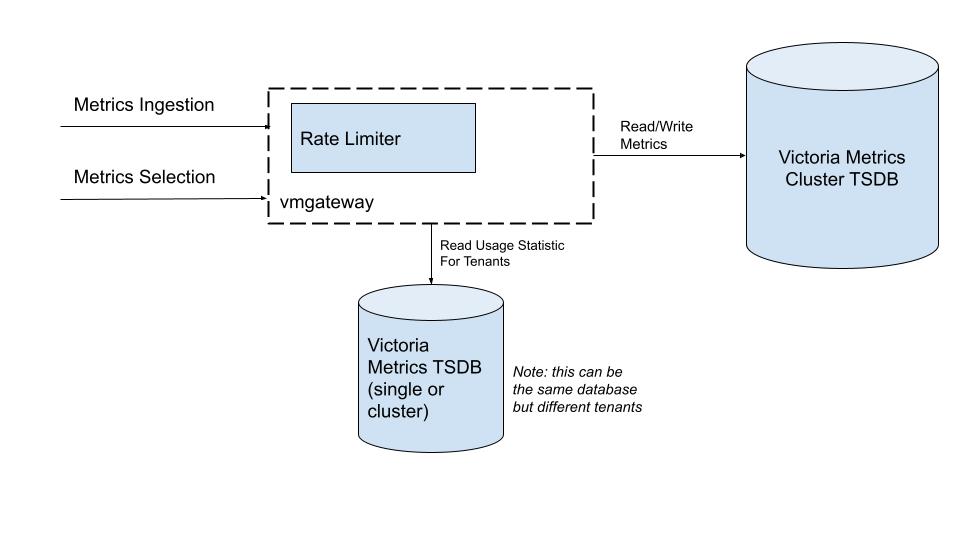 Metrics Ingestion
Metrics Selection
Rate Limiter
vmgateway
Read/Write
Metrics
Victoria Metrics
Cluster TSDB
Read Usage Statistic
For Tenants
Victoria
Metrics TSDB
(single or
cluster)
Note: this can be
the same database
but different tenants